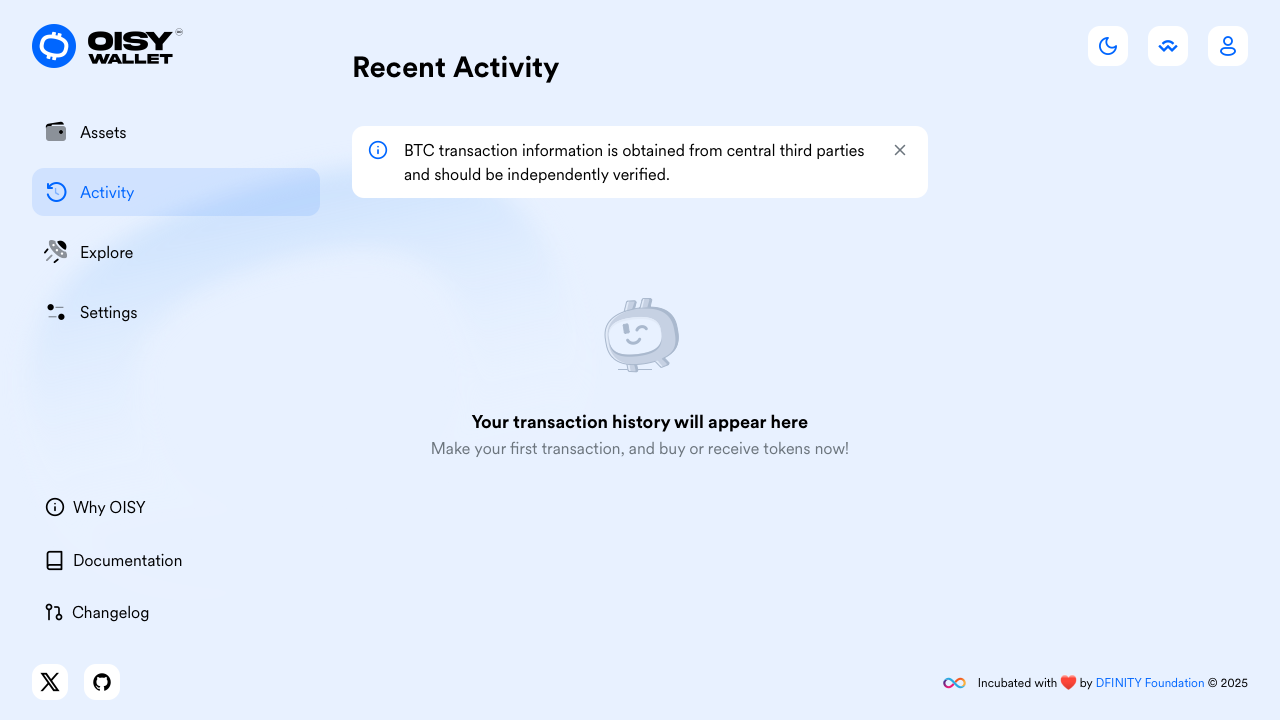 OISY
WALLET
Recent Activity
Assets
Activity
Explore
Settings
BTC transaction information is obtained from central third parties
and should be independently verified.
Your transaction history will appear here
Make your first transaction, and buy or receive tokens now!
Why OISY
Documentation
Changelog
Incubated with ❤️ by DFINITY Foundation © 2025